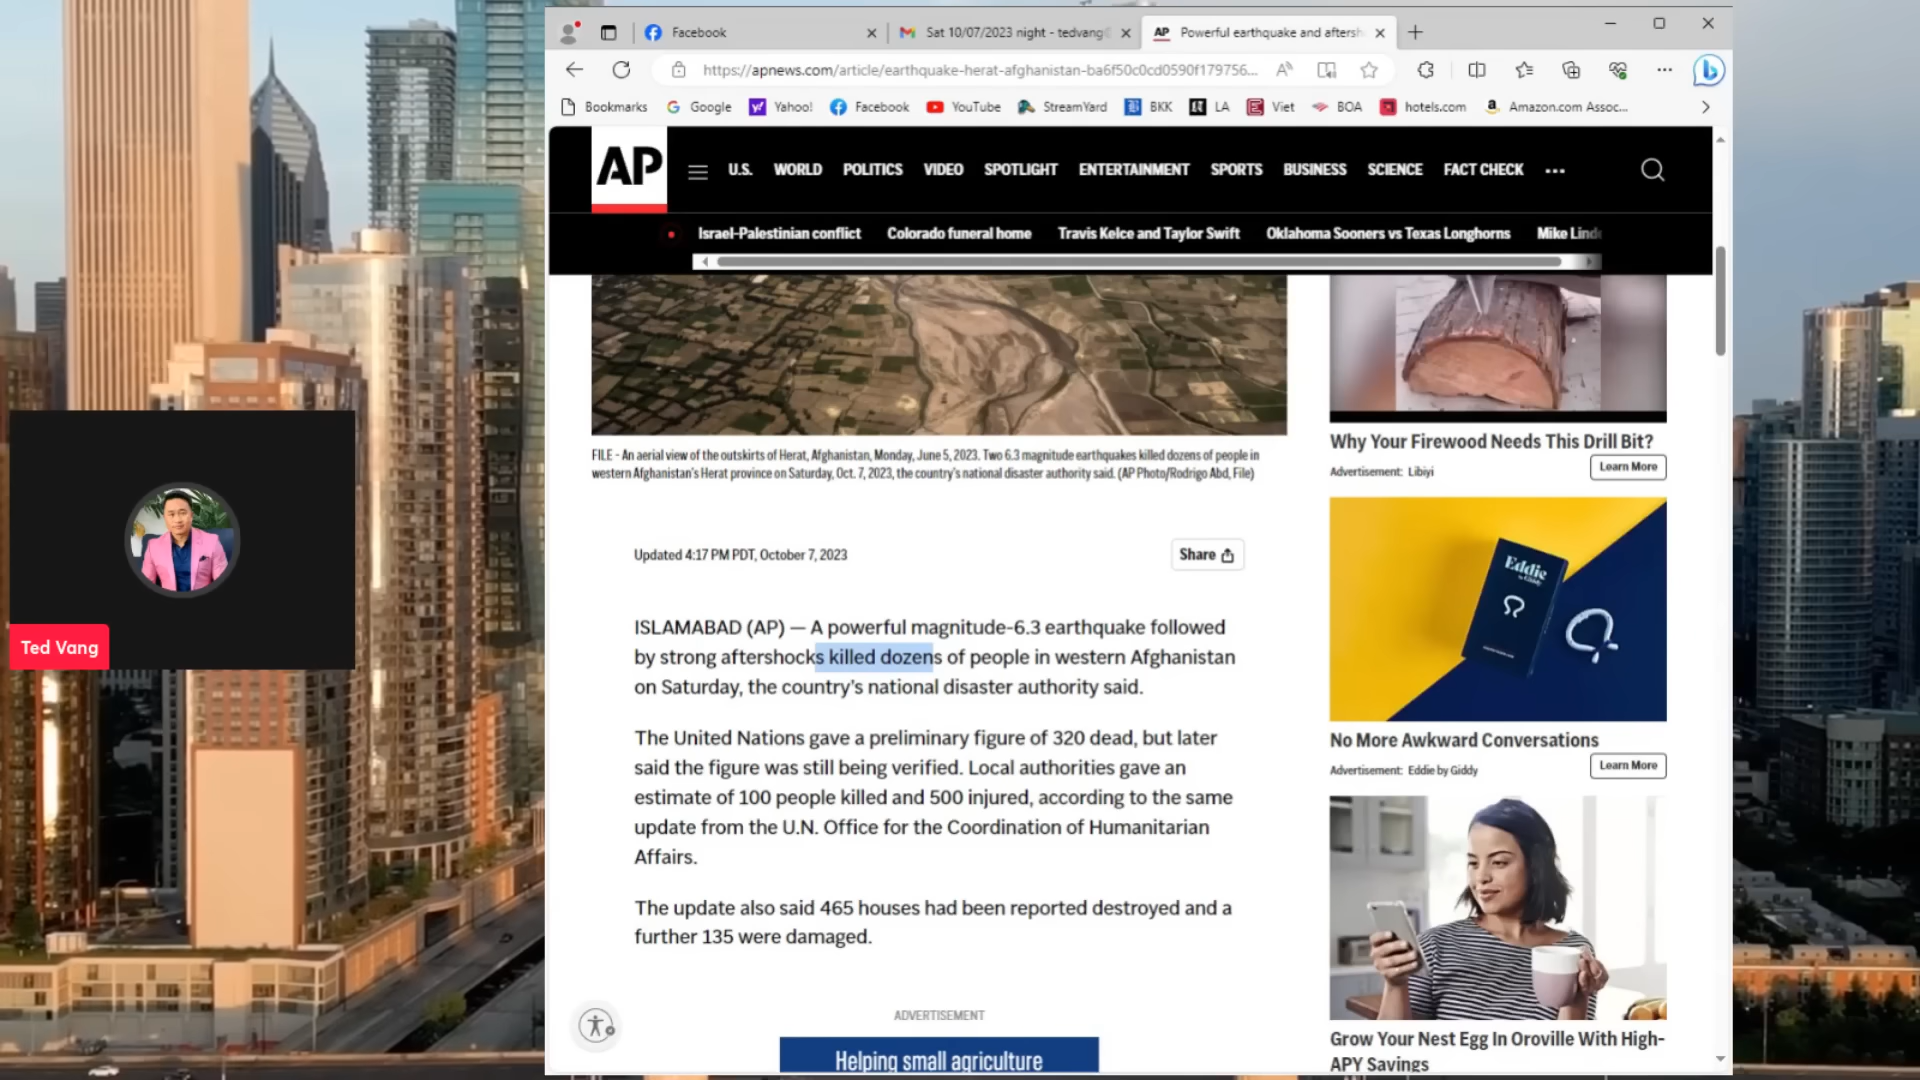 Facebook
Sat 10/07/2023 night - tedvang
Powerful earthquake and aftersh
https://apnews.com/article/earthquake-herat-afghanistan-ba6f50c0cd0590f179756...
Bookmarks
Google
Yahoo!
Facebook
YouTube
StreamYard
BKK
LA
Viet
BOA
hotels.com
Amazon.com Assoc...
AP
U.S.
WORLD
POLITICS
VIDEO
SPOTLIGHT
ENTERTAINMENT
SPORTS
BUSINESS
SCIENCE
FACT CHECK
Israel-Palestinian conflict
Colorado funeral home
Travis Kelce and Taylor Swift
Oklahoma Sooners vs Texas Longhorns
Mike Lind
FILE - An aerial view of the outskirts of Herat, Afghanistan, Monday, June 5, 2023. Two 6.3 magnitude earthquakes killed dozens of people in
western Afghanistan's Herat province on Saturday, Oct. 7, 2023, the country's national disaster authority said. (AP Photo/Rodrigo Abd, File)
Updated 4:17 PM PDT, October 7, 2023
Share
ISLAMABAD (AP) — A powerful magnitude-6.3 earthquake followed
by strong aftershocks killed dozens of people in western Afghanistan
on Saturday, the country's national disaster authority said.
The United Nations gave a preliminary figure of 320 dead, but later
said the figure was still being verified. Local authorities gave an
estimate of 100 people killed and 500 injured, according to the same
update from the U.N. Office for the Coordination of Humanitarian
Affairs.
The update also said 465 houses had been reported destroyed and a
further 135 were damaged.
ADVERTISEMENT
Helping small agriculture
Why Your Firewood Needs This Drill Bit?
Advertisement: Libiyi
Learn More
Eddie
by Giddy
No More Awkward Conversations
Advertisement: Eddie by Giddy
Learn More
Grow Your Nest Egg In Oroville With High-
APY Savings
Ted Vang